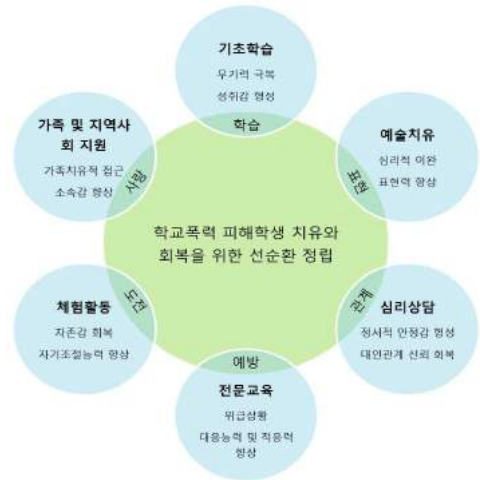 기초학습
무기력 극복
성취감 형성
학습
예술치유
심리적 이완
표현력 향상
표현
심리상담
정서적 안정감 형성
대인관계 신뢰 회복
관계
예방
전문교육
위급상황
대응능력 및 적응력
향상
체험활동
자존감 회복
자기조절능력 향상
도전
가족 및 지역사
회 지원
가족치유적 접근
소속감 향상
사랑
학교폭력 피해학생 치유와
회복을 위한 선순환 정립